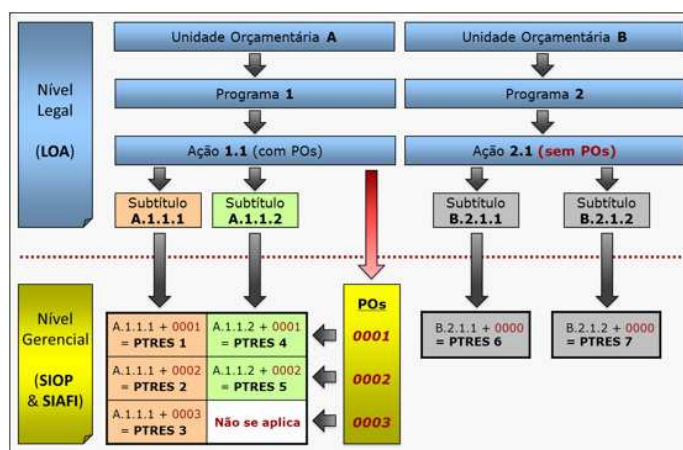 Unidade Orçamentária A
Unidade Orçamentária B
Nível
Legal
(LOA)
Programa 1
Programa 2
Ação 1.1 (com POs)
Ação 2.1 (sem POs)
Subtítulo
A.1.1.1
Subtítulo
A.1.1.2
Subtítulo
B.2.1.1
Subtítulo
B.2.1.2
Nível
Gerencial
(SIOP
& SIAFI)
A.1.1.1 + 0001
= PTRES 1
A.1.1.2 + 0001
= PTRES 4
A.1.1.1 + 0002
= PTRES 2
A.1.1.2 + 0002
= PTRES 5
A.1.1.1 + 0003
= PTRES 3
Não se aplica
POs
0001
0002
0003
B.2.1.1 + 0000
= PTRES 6
B.2.1.2 + 0000
= PTRES 7